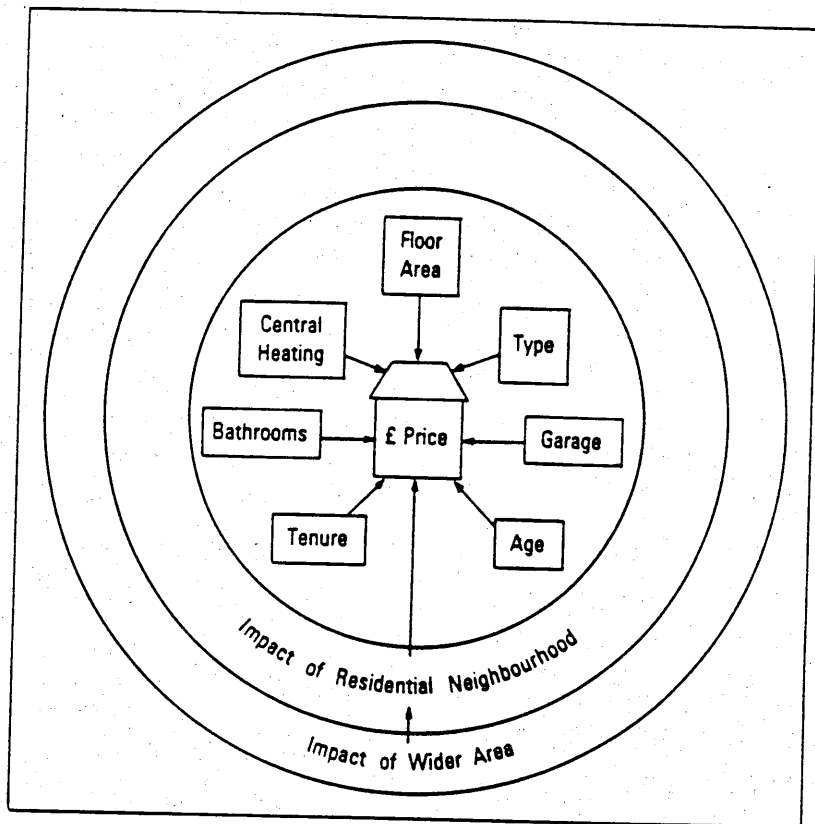 Floor
Area
Central
Heating
Type
Bathrooms
£ Price
Garage
Tenure
Age
Impact of Residential Neighbourhood
Impact of Wider Area